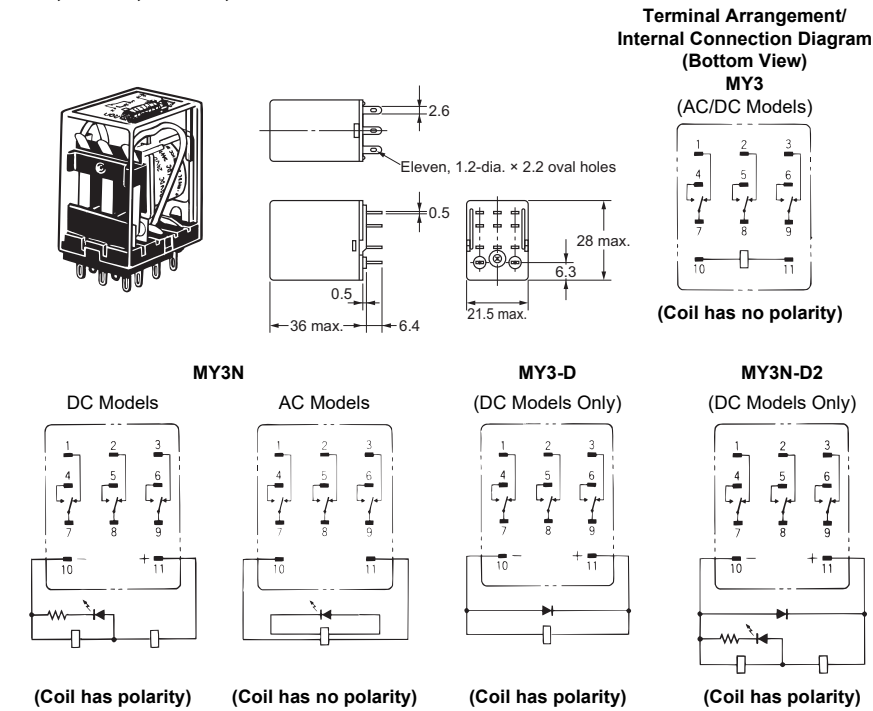 Terminal Arrangement/
Internal Connection Diagram
(Bottom View)
MY3
(AC/DC Models)
2.6
Eleven, 1.2-dia. × 2.2 oval holes
0.5
28 max.
6.3
0.5
21.5 max.
36 max.
6.4
1 2 3
4 5 6
7 8 9
10 11
(Coil has no polarity)
MY3N
MY3-D
MY3N-D2
DC Models
AC Models
(DC Models Only)
(DC Models Only)
1 2 3
4 5 6
7 8 9
10 − + 11
1 2 3
4 5 6
7 8 9
10 11
1 2 3
4 5 6
7 8 9
10 − + 11
1 2 3
4 5 6
7 8 9
10 − + 11
(Coil has polarity)
(Coil has no polarity)
(Coil has polarity)
(Coil has polarity)